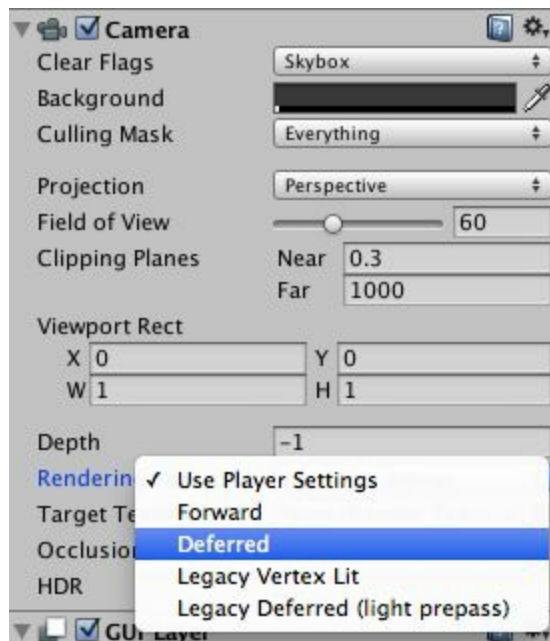 Camera
Clear Flags Skybox
Background
Culling Mask Everything
Projection Perspective
Field of View 60
Clipping Planes Near 0.3
Far 1000
Viewport Rect
X 0 Y 0
W 1 H 1
Depth -1
Renderin ✓ Use Player Settings
Target Te Forward
Occlusio Deferred
HDR Legacy Vertex Lit
Legacy Deferred (light prepass)
GUI Layer